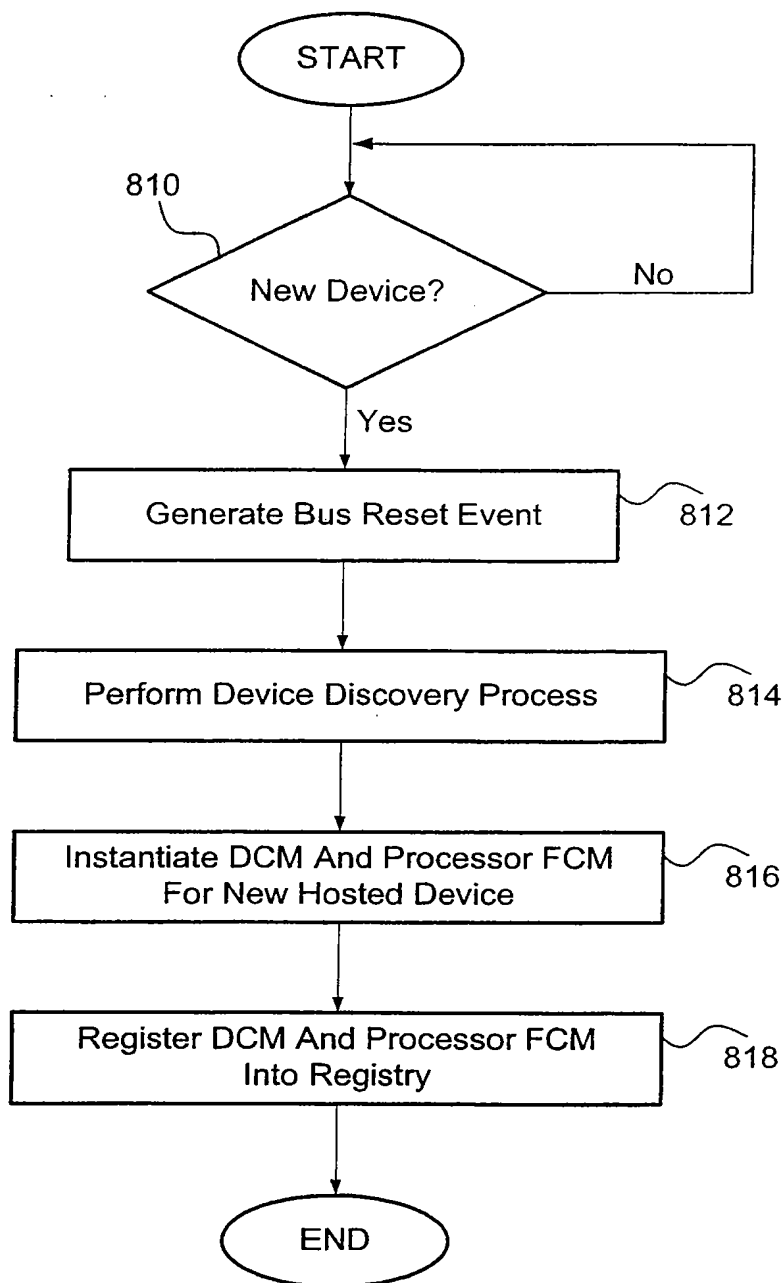 START
810
New Device?
No
Yes
Generate Bus Reset Event
812
Perform Device Discovery Process
814
Instantiate DCM And Processor FCM
For New Hosted Device
816
Register DCM And Processor FCM
Into Registry
818
END